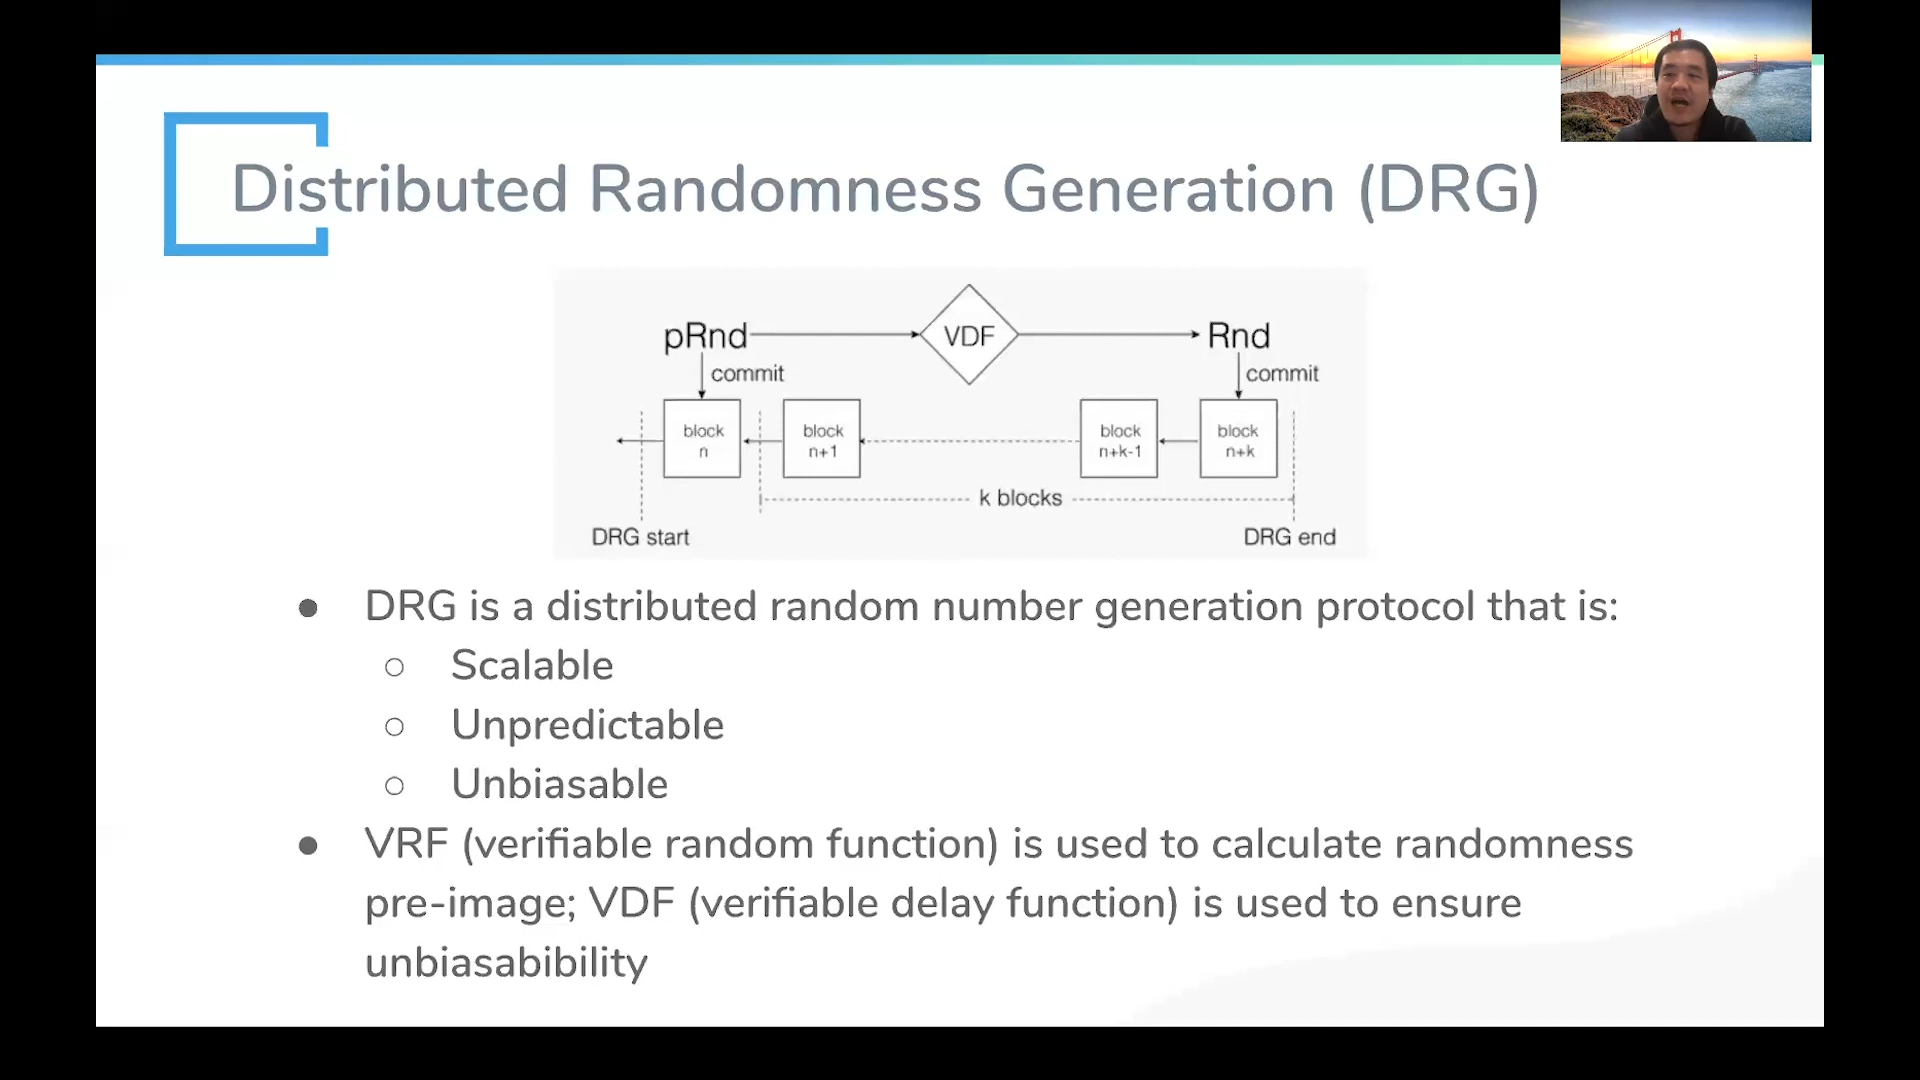 Distributed Randomness Generation (DRG)
pRnd
VDF
Rnd
commit
commit
block
n
block
n+1
block
n+k-1
block
n+k
k blocks
DRG start
DRG end
● DRG is a distributed random number generation protocol that is:
○ Scalable
○ Unpredictable
○ Unbiasable
● VRF (verifiable random function) is used to calculate randomness
pre-image; VDF (verifiable delay function) is used to ensure
unbiasabibility